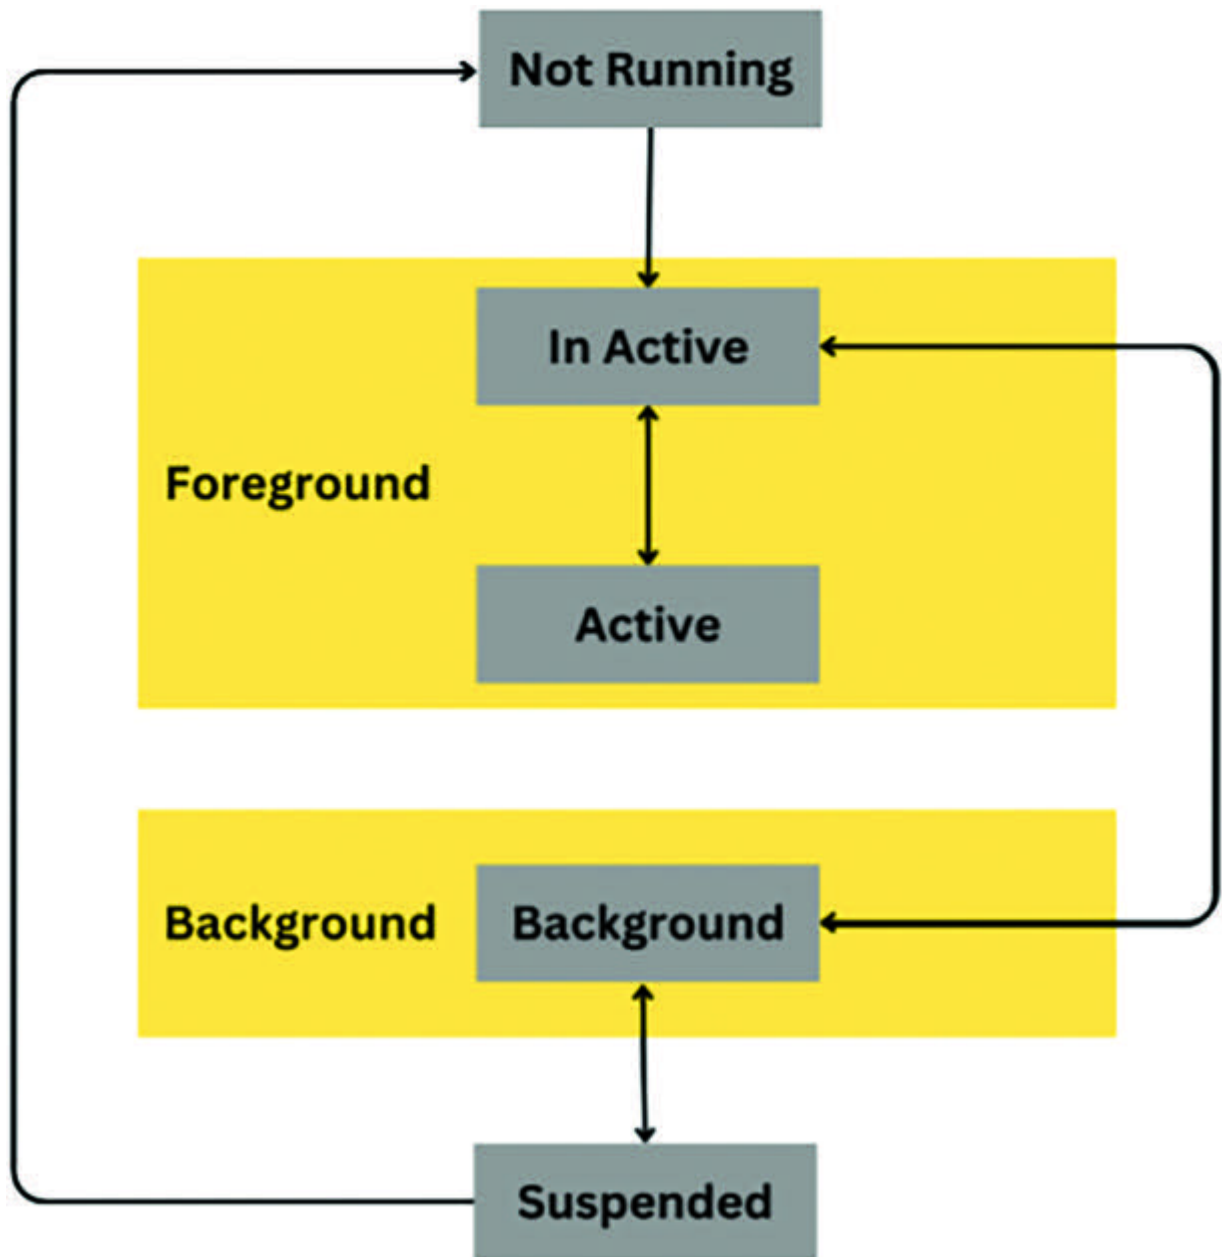 Not Running
In Active
Foreground
Active
Background
Background
Suspended